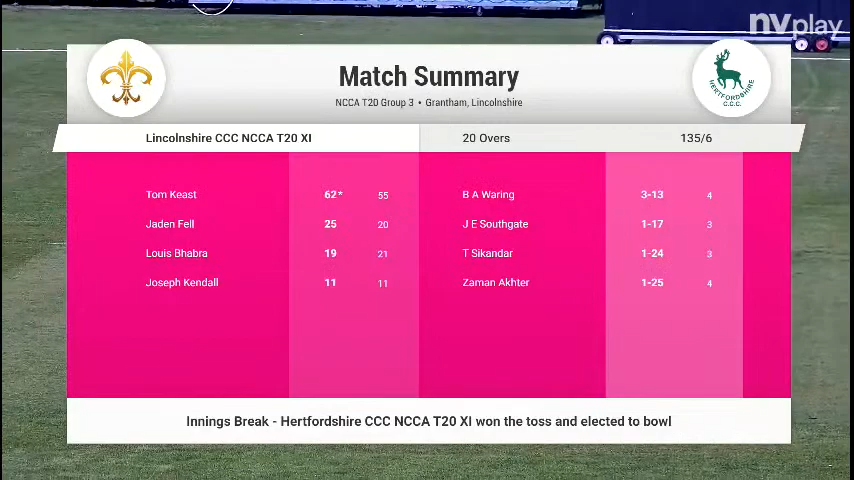 nvplay
Match Summary
NCCA T20 Group 3 • Grantham, Lincolnshire
HERTFORDSHIRE
C.C.C.
Lincolnshire CCC NCCA T20 XI 20 Overs 135/6
Tom Keast 62* 55 B A Waring 3-13 4
Jaden Fell 25 20 J E Southgate 1-17 3
Louis Bhabra 19 21 T Sikandar 1-24 3
Joseph Kendall 11 11 Zaman Akhter 1-25 4
Innings Break - Hertfordshire CCC NCCA T20 XI won the toss and elected to bowl